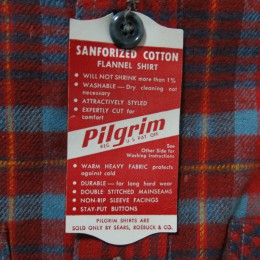 SANFORIZED COTTON
FLANNEL SHIRT
• WILL NOT SHRINK more than 1%
• WASHABLE—Dry cleaning not
necessary
• ATTRACTIVELY STYLED
• EXPERTLY CUT for
comfort
Pilgrim
REG. U.S. PAT. OFF.
See
Other Side for
Washing Instructions
• WARM HEAVY FABRIC protects
against cold
• DURABLE—for long hard wear
• DOUBLE STITCHED MAINSEAMS
• NON-RIP SLEEVE FACINGS
• STAY-PUT BUTTONS
PILGRIM SHIRTS ARE
SOLD ONLY BY SEARS, ROEBUCK & CO.